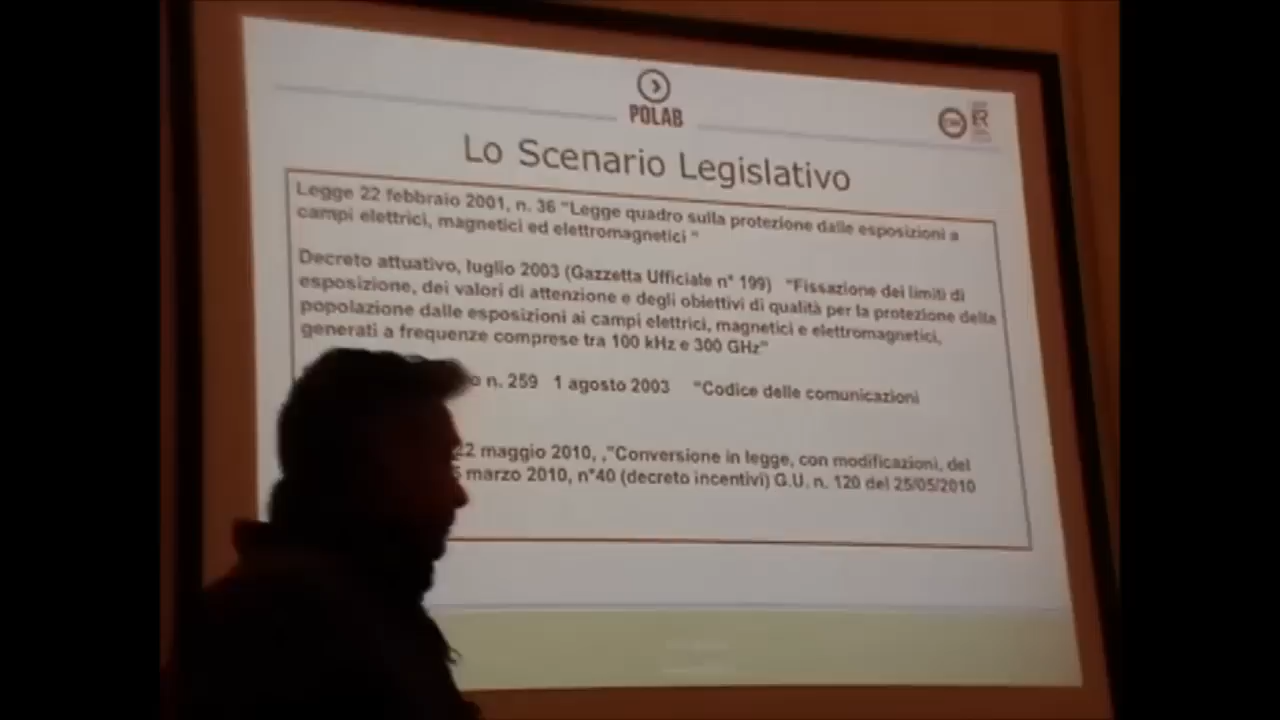 POLAB
Lo Scenario Legislativo
Legge 22 febbraio 2001, n. 36 "Legge quadro sulla protezione dalle esposizioni a
campi elettrici, magnetici ed elettromagnetici "
Decreto attuativo, luglio 2003 (Gazzetta Ufficiale n° 199) "Fissazione dei limiti di
esposizione, dei valori di attenzione e degli obiettivi di qualità per la protezione della
popolazione dalle esposizioni ai campi elettrici, magnetici e elettromagnetici,
generati a frequenze comprese tra 100 kHz e 300 GHz"
o n. 259 1 agosto 2003 "Codice delle comunicazioni
22 maggio 2010, ,"Conversione in legge, con modificazioni, del
5 marzo 2010, n°40 (decreto incentivi) G.U. n. 120 del 25/05/2010